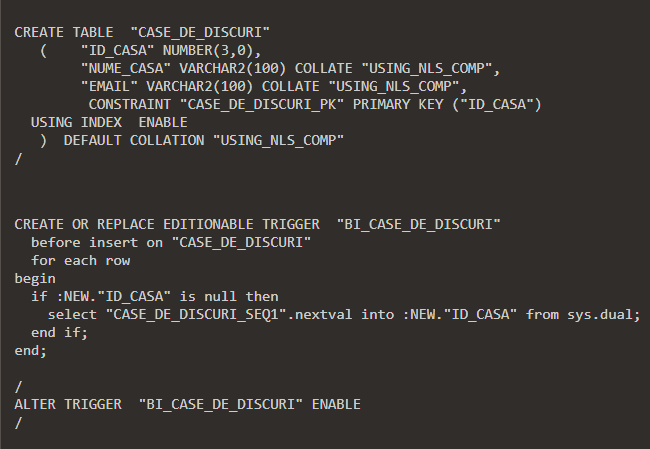 CREATE TABLE  "CASE_DE_DISCURI"
   (    "ID_CASA" NUMBER(3,0),
        "NUME_CASA" VARCHAR2(100) COLLATE "USING_NLS_COMP",
        "EMAIL" VARCHAR2(100) COLLATE "USING_NLS_COMP",
         CONSTRAINT "CASE_DE_DISCURI_PK" PRIMARY KEY ("ID_CASA")
  USING INDEX  ENABLE
   )  DEFAULT COLLATION "USING_NLS_COMP"
/
CREATE OR REPLACE EDITIONABLE TRIGGER  "BI_CASE_DE_DISCURI"
  before insert on "CASE_DE_DISCURI"
  for each row
begin
  if :NEW."ID_CASA" is null then
    select "CASE_DE_DISCURI_SEQ1".nextval into :NEW."ID_CASA" from sys.dual;
  end if;
end;
/
ALTER TRIGGER  "BI_CASE_DE_DISCURI" ENABLE
/